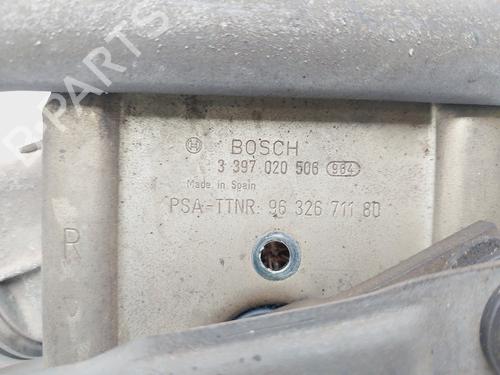 B-PARTS
BOSCH
3 397 020 506 984
Made in Spain
PSA-TTNR: 96 326 711 80
R